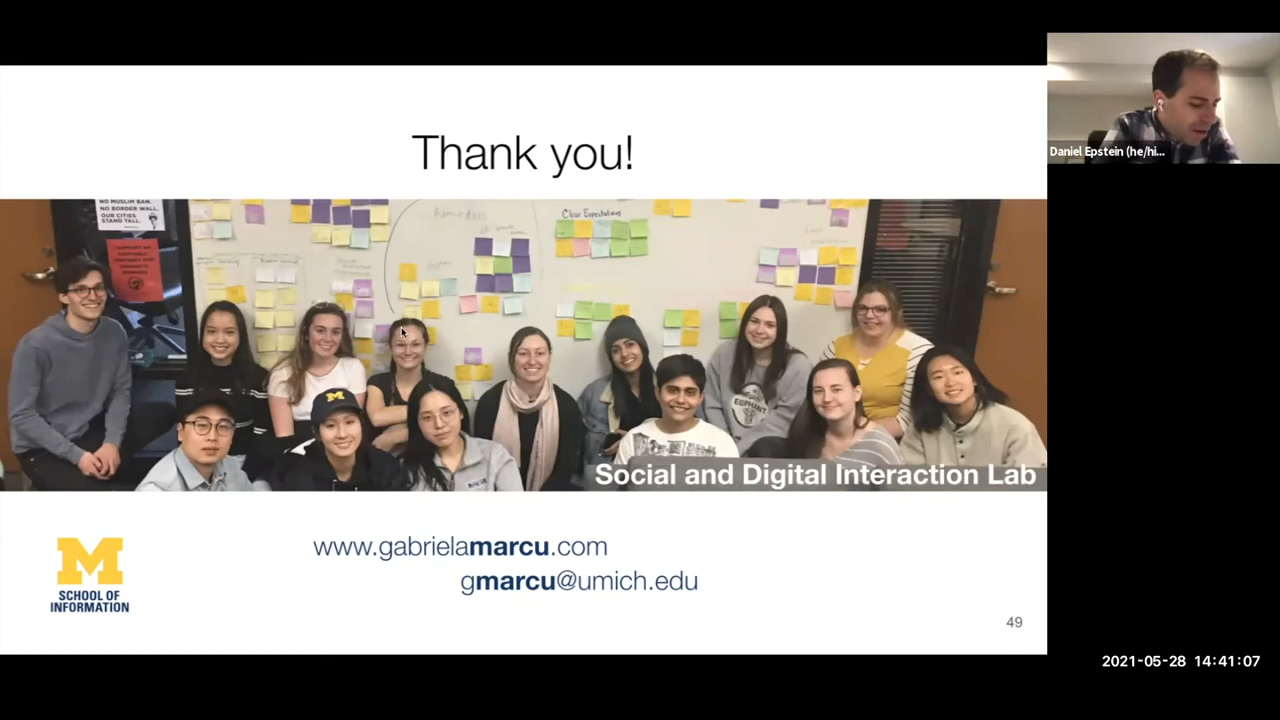 Thank you!
NO MUSLIM BAN.
NO BORDER WALL.
OUR CITIES
STAND TALL.
Clear Expectations
Reminders
M
ELEPHANT
Social and Digital Interaction Lab
www.gabrielamarcu.com
gmarcu@umich.edu
M
SCHOOL OF
INFORMATION
49
Daniel Epstein (he/hi...
2021-05-28 14:41:07